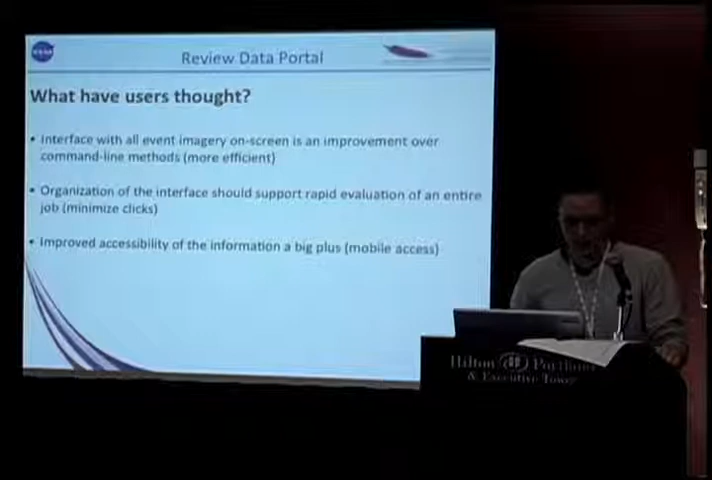 Review Data Portal
What have users thought?
• Interface with all event imagery on-screen is an improvement over
command-line methods (more efficient)
• Organization of the interface should support rapid evaluation of an entire
job (minimize clicks)
• Improved accessibility of the information a big plus (mobile access)
Hilton Portland
& Executive Tower